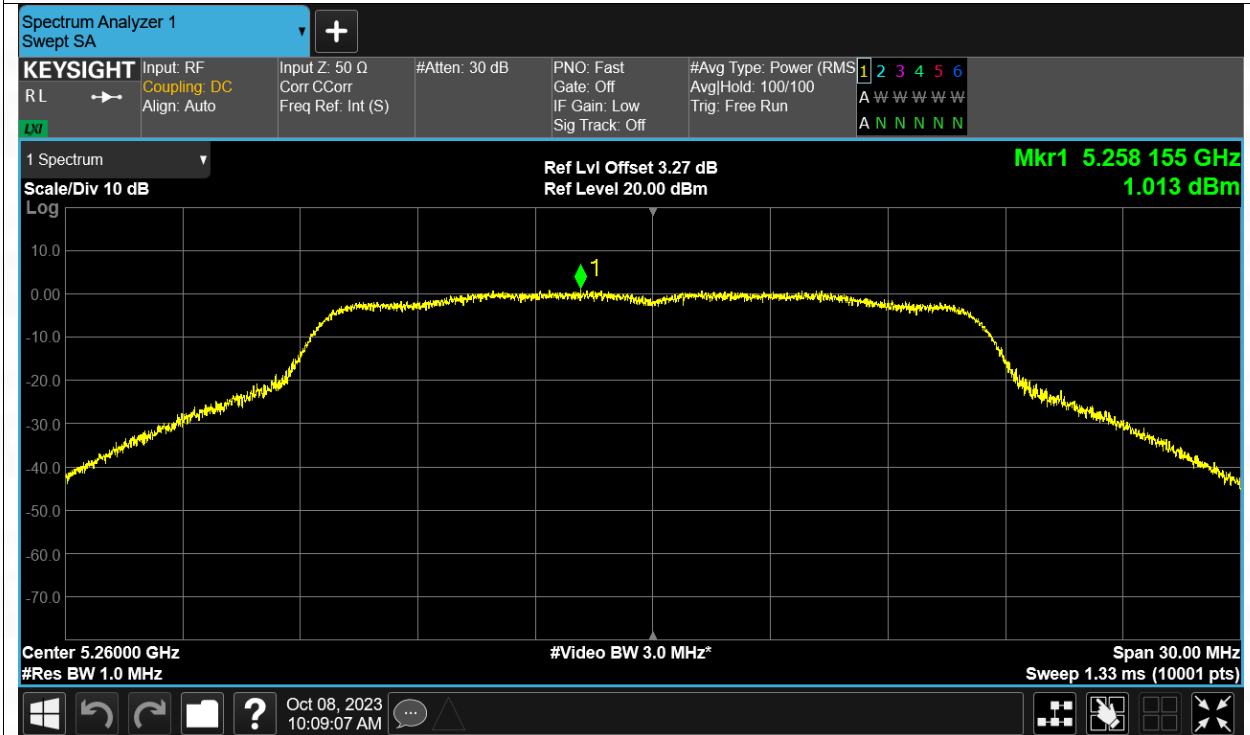 Spectrum Analyzer 1
Swept SA
+
KEYSIGHT
R L
LXI
Input: RF
Coupling: DC
Align: Auto
Input Z: 50 Ω
Corr CCorr
Freq Ref: Int (S)
#Atten: 30 dB
PNO: Fast
Gate: Off
IF Gain: Low
Sig Track: Off
#Avg Type: Power (RMS
Avg|Hold: 100/100
Trig: Free Run
1 2 3 4 5 6
A W W W W W
A N N N N N
1 Spectrum
Scale/Div 10 dB
Log
Ref Lvl Offset 3.27 dB
Ref Level 20.00 dBm
Mkr1 5.258 155 GHz
1.013 dBm
1
10.0
0.00
-10.0
-20.0
-30.0
-40.0
-50.0
-60.0
-70.0
Center 5.26000 GHz
#Res BW 1.0 MHz
#Video BW 3.0 MHz*
Span 30.00 MHz
Sweep 1.33 ms (10001 pts)
?
Oct 08, 2023
10:09:07 AM